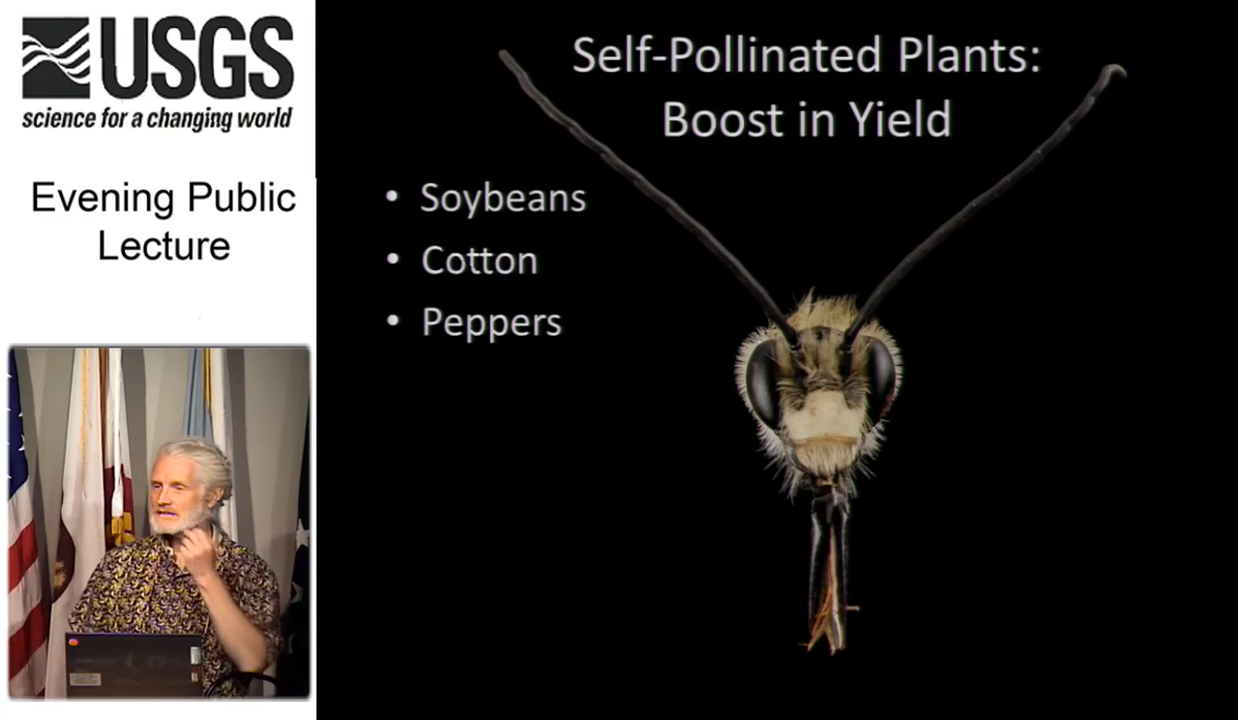 USGS
science for a changing world
Evening Public
Lecture
Self-Pollinated Plants:
Boost in Yield
• Soybeans
• Cotton
• Peppers